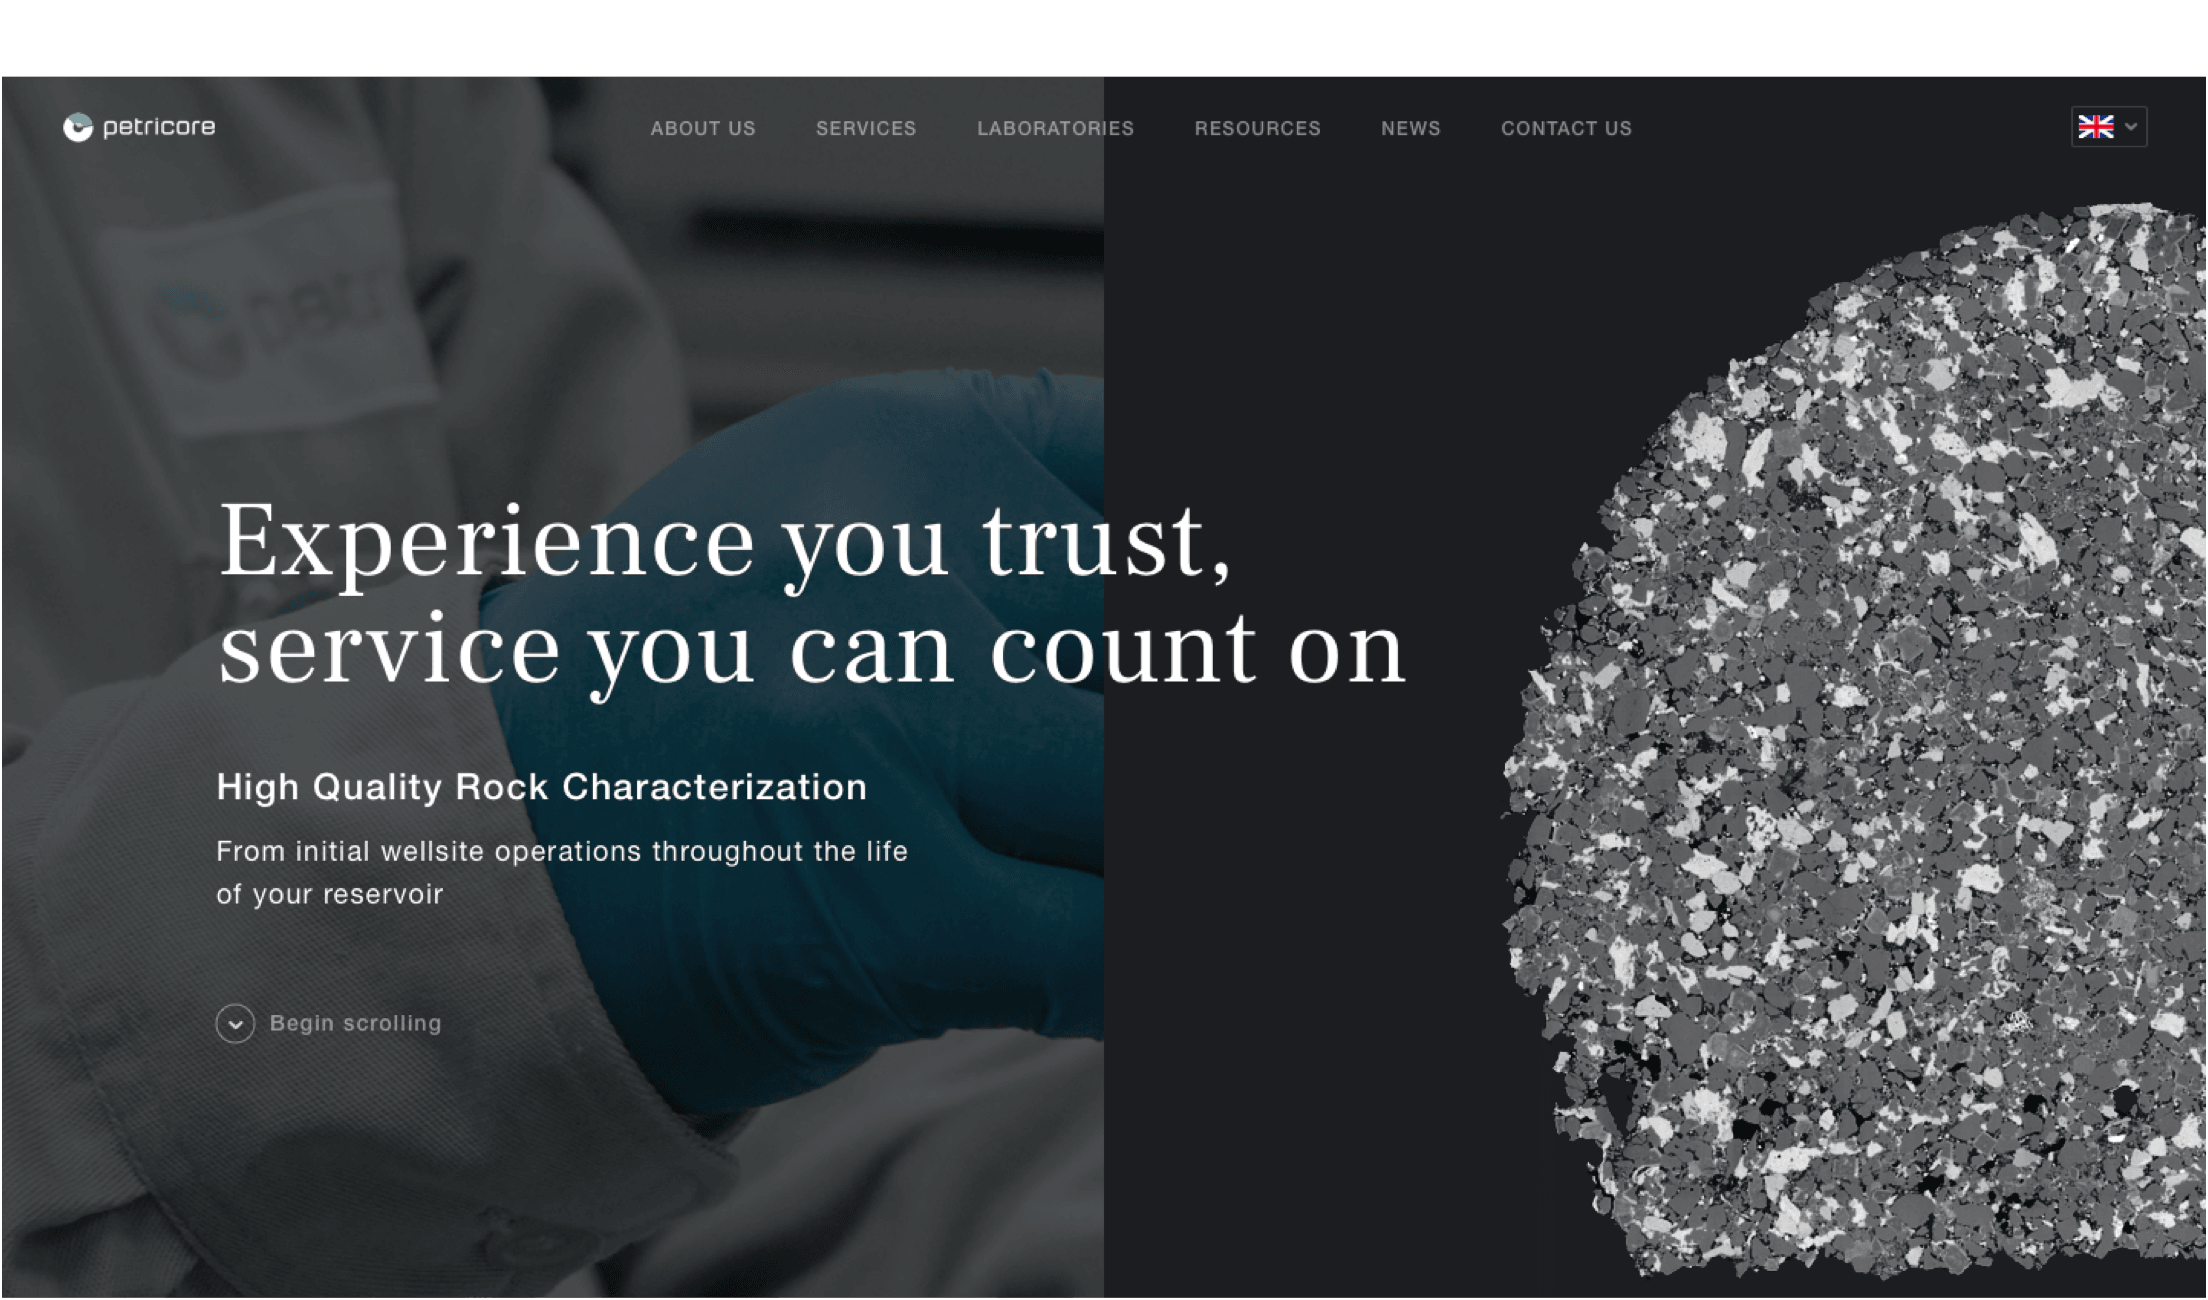 petricore
ABOUT US
SERVICES
LABORATORIES
RESOURCES
NEWS
CONTACT US
Experience you trust,
service you can count on
High Quality Rock Characterization
From initial wellsite operations throughout the life
of your reservoir
Begin scrolling